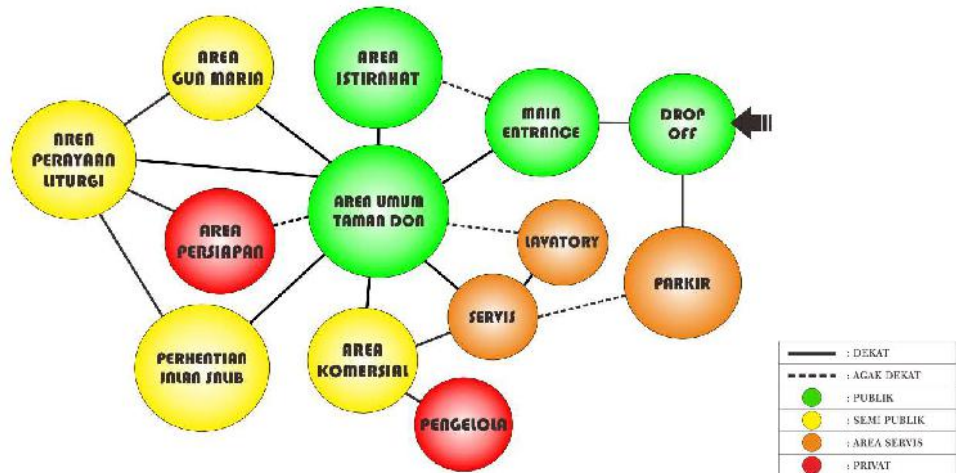 AREA
GUA MARIA
AREA
ISTIRAHAT
MAIN
ENTRANCE
DROP
OFF
AREA
PERAYAAN
LITURGI
AREA UMUM
TAMAN DOA
AREA
PERSIAPAN
LAVATORY
PARKIR
SERVIS
PERHENTIAN
JALAN SALIB
AREA
KOMERSIAL
PENGELOLA
: DEKAT
: AGAK DEKAT
: PUBLIK
: SEMI PUBLIK
: AREA SERVIS
: PRIVAT